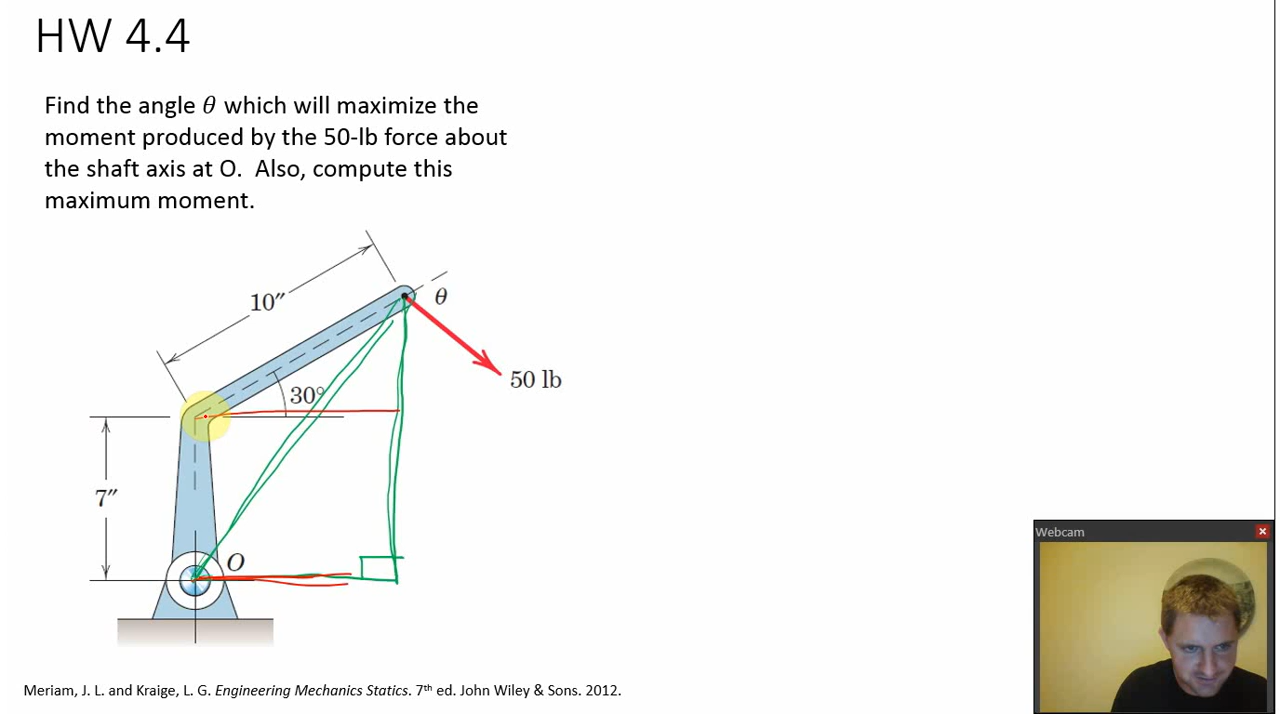 HW 4.4
Find the angle θ which will maximize the
moment produced by the 50-lb force about
the shaft axis at O.  Also, compute this
maximum moment.
10″
θ
50 lb
30°
7″
O
Webcam
Meriam, J. L. and Kraige, L. G. Engineering Mechanics Statics. 7th ed. John Wiley & Sons. 2012.